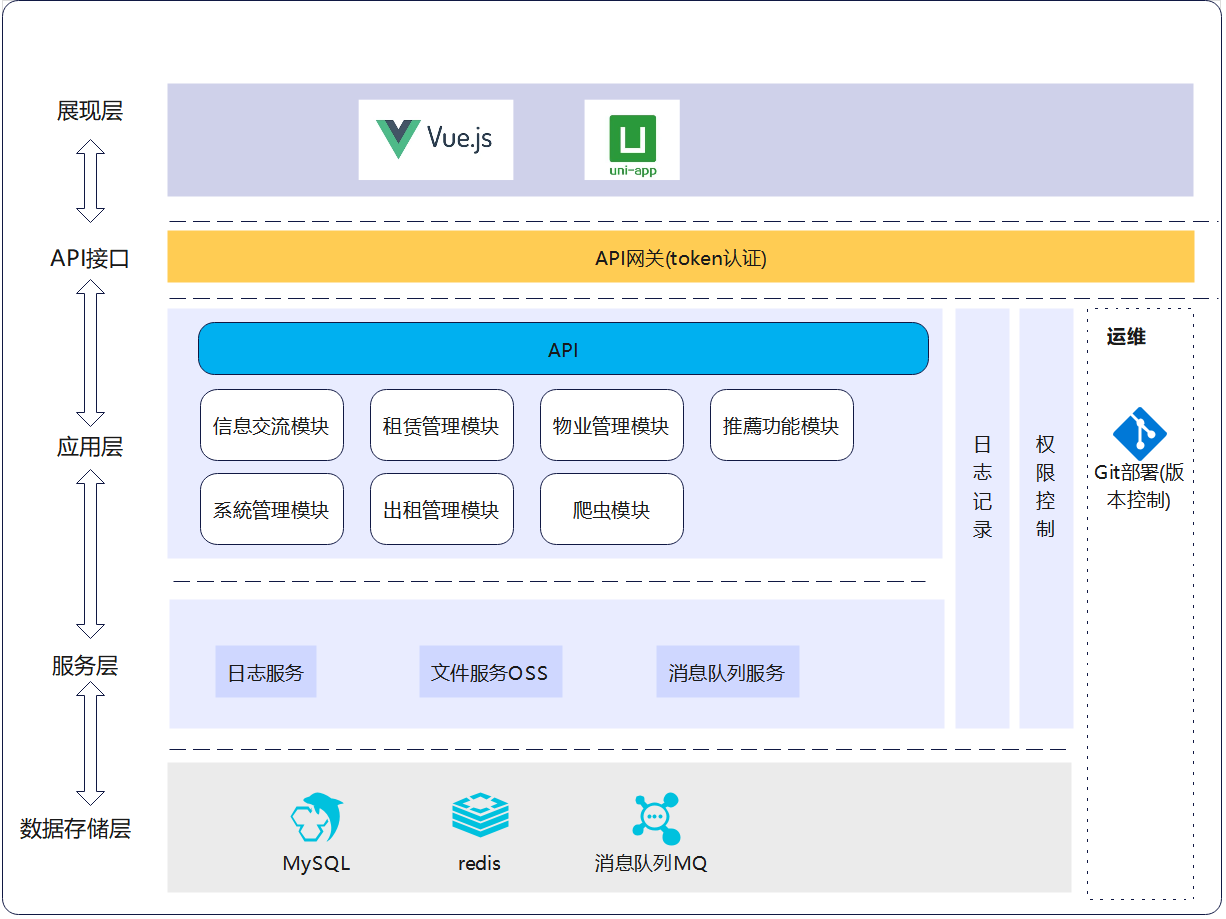 展现层
Vue.js
uni-app
API接口
API网关(token认证)
API
运维
信息交流模块
租赁管理模块
物业管理模块
推薦功能模块
应用层
日志记录
权限控制
Git部署(版
本控制)
系統管理模块
出租管理模块
爬虫模块
服务层
日志服务
文件服务OSS
消息队列服务
数据存储层
MySQL
redis
消息队列MQ